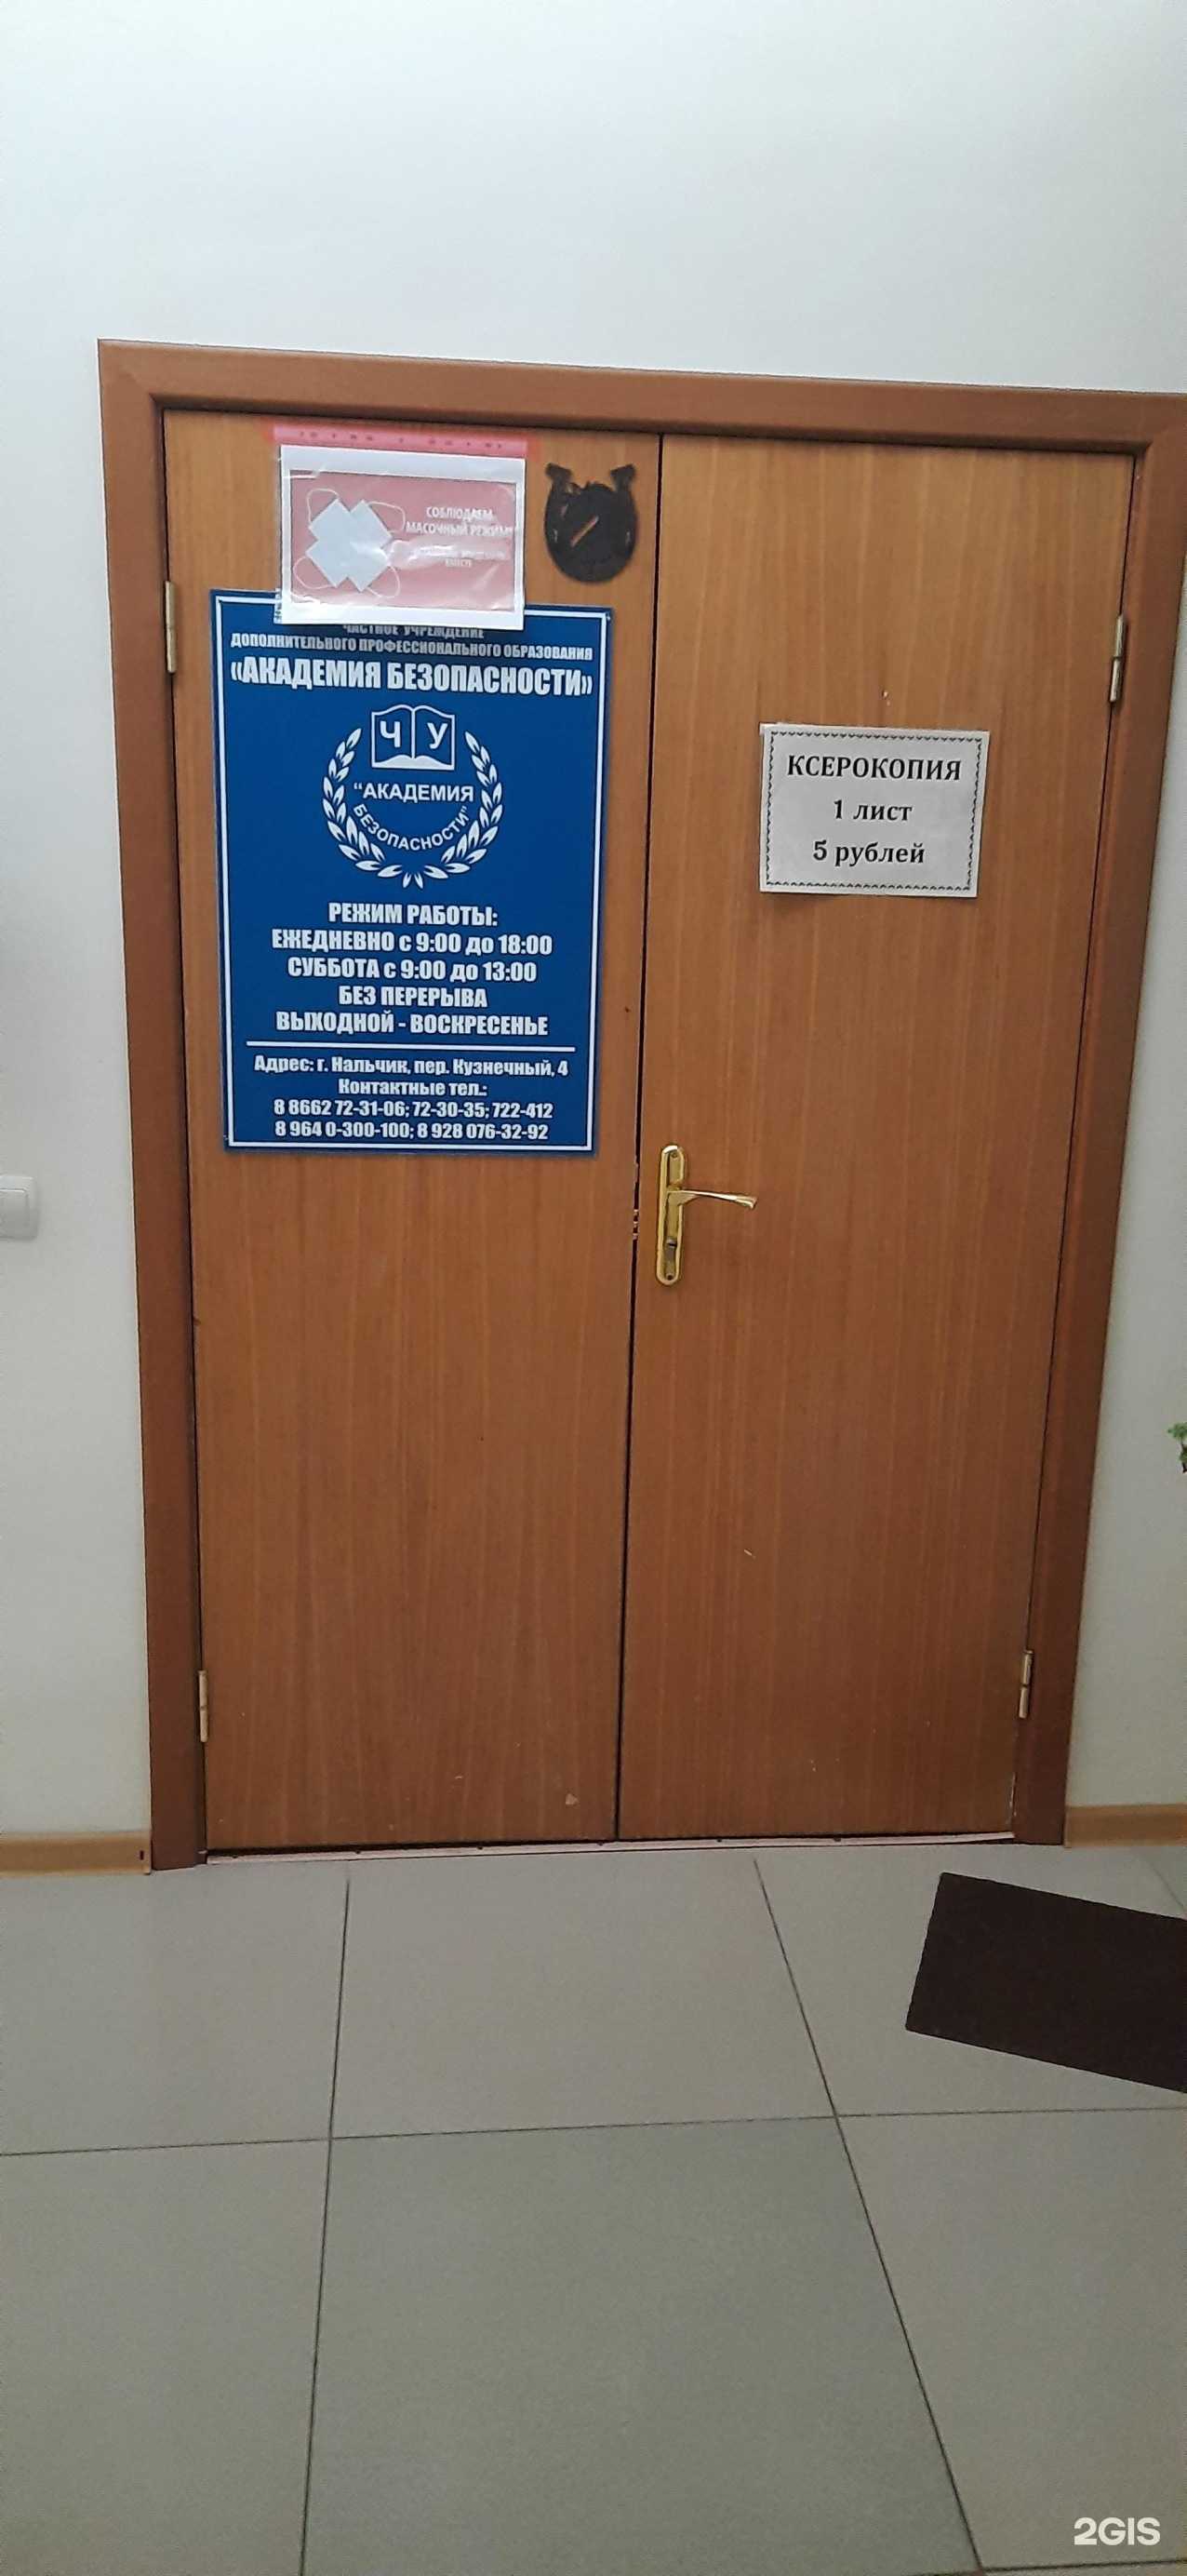 СОБЛЮДАЕМ
МАСОЧНЫЙ РЕЖИМ!
ВМЕСТЕ
ЧАСТНОЕ УЧРЕЖДЕНИЕ
ДОПОЛНИТЕЛЬНОГО ПРОФЕССИОНАЛЬНОГО ОБРАЗОВАНИЯ
«АКАДЕМИЯ БЕЗОПАСНОСТИ»
Ч У
"АКАДЕМИЯ
БЕЗОПАСНОСТИ"
РЕЖИМ РАБОТЫ:
ЕЖЕДНЕВНО с 9:00 до 18:00
СУББОТА с 9:00 до 13:00
БЕЗ ПЕРЕРЫВА
ВЫХОДНОЙ - ВОСКРЕСЕНЬЕ
Адрес: г. Нальчик, пер. Кузнечный, 4
Контактные тел.:
8 8662 72-31-06; 72-30-35; 722-412
8 964 0-300-100; 8 928 076-32-92
КСЕРОКОПИЯ
1 лист
5 рублей
2GIS